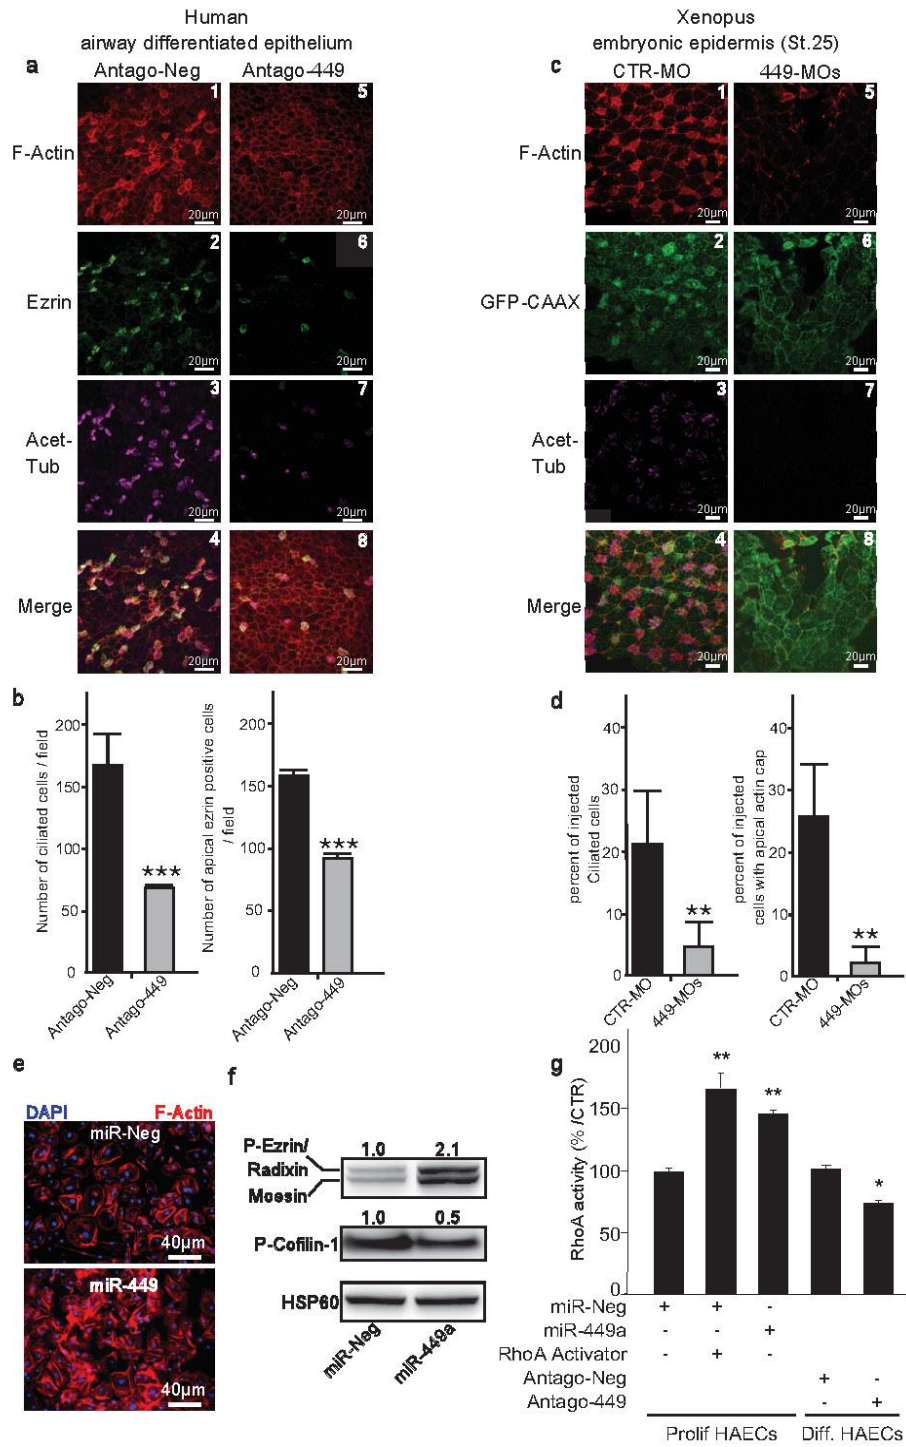 Human
airway differentiated epithelium
a
Antago-Neg
Antago-449
F-Actin
1
5
20µm
20µm
Ezrin
2
6
20µm
20µm
Acet-
Tub
3
7
20µm
20µm
Merge
4
8
20µm
20µm
Xenopus
embryonic epidermis (St.25)
c
CTR-MO
449-MOs
F-Actin
1
5
20µm
20µm
GFP-CAAX
2
6
20µm
20µm
Acet-
Tub
3
7
20µm
20µm
Merge
4
8
20µm
20µm
b
Number of ciliated cells / field
200
150
100
50
0
***
Antago-Neg
Antago-449
Number of apical ezrin positive cells
/ field
200
150
100
50
0
***
Antago-Neg
Antago-449
d
percent of injected
Ciliated cells
40
30
20
10
0
**
CTR-MO
449-MOs
percent of injected
cells with apical actin cap
40
30
20
10
0
**
CTR-MO
449-MOs
e
DAPI
F-Actin
miR-Neg
40µm
miR-449
40µm
f
P-Ezrin/
Radixin
Moesin
1.0
2.1
P-Cofilin-1
1.0
0.5
HSP60
miR-Neg
miR-449a
g
RhoA activity (% /CTR)
200
150
100
50
0
**
**
*
miR-Neg + + -
miR-449a - - +
RhoA Activator - + -
Antago-Neg + -
Antago-449 - +
Prolif HAECs
Diff. HAECs